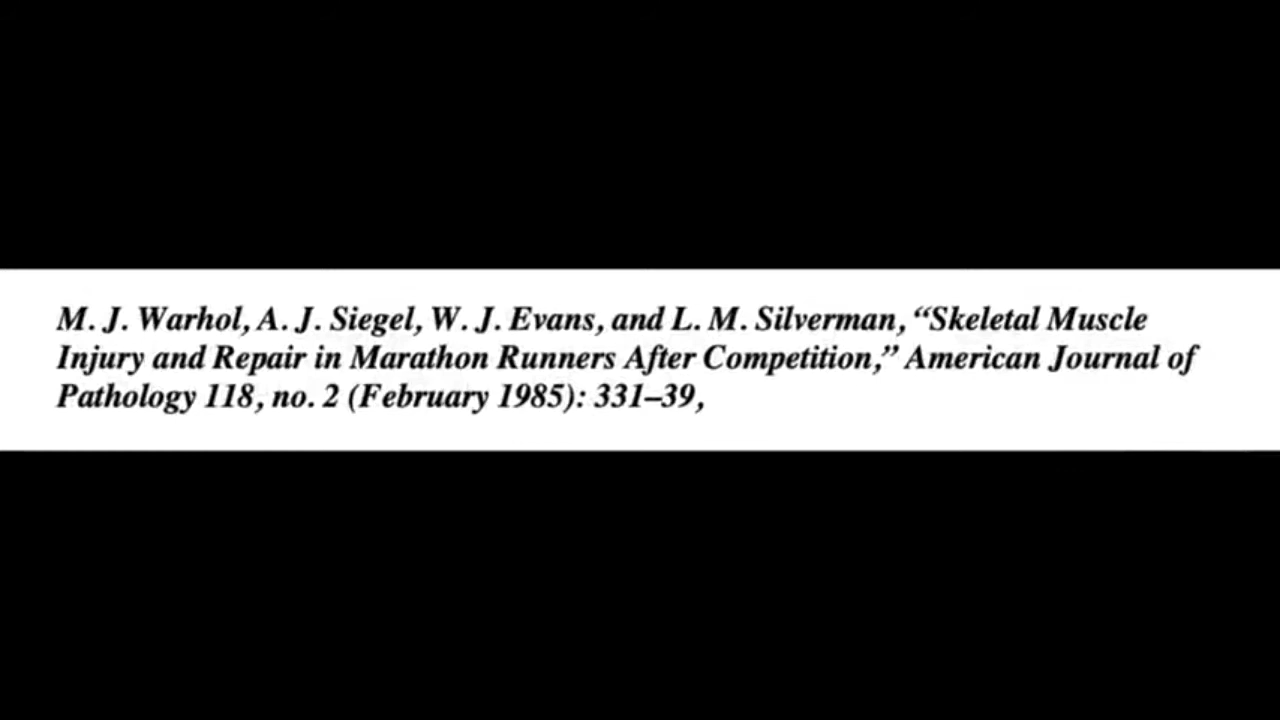 M. J. Warhol, A. J. Siegel, W. J. Evans, and L. M. Silverman, “Skeletal Muscle
Injury and Repair in Marathon Runners After Competition,” American Journal of
Pathology 118, no. 2 (February 1985): 331–39,